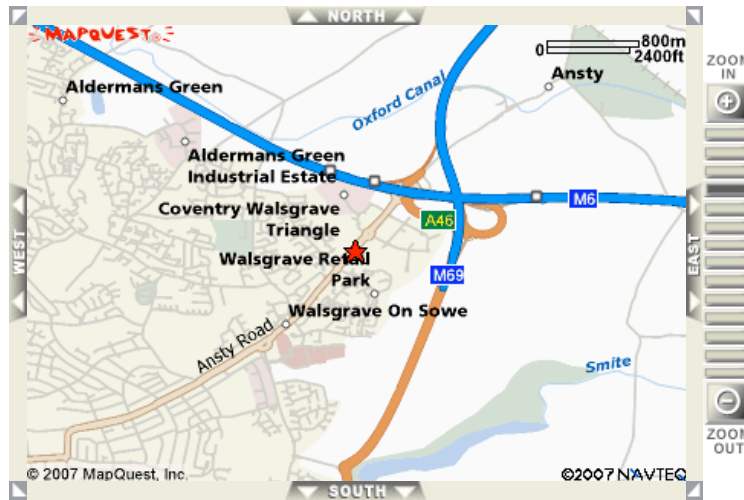 NORTH
MAPQUEST
800m
0
2400ft
ZOOM
IN
Aldermans Green
Ansty
Oxford Canal
Aldermans Green
Industrial Estate
M6
Coventry Walsgrave
Triangle
A46
WEST
EAST
Walsgrave Retail
Park
M69
Walsgrave On Sowe
Ansty Road
Smite
ZOOM
OUT
© 2007 MapQuest, Inc.
©2007 NAVTEQ
SOUTH